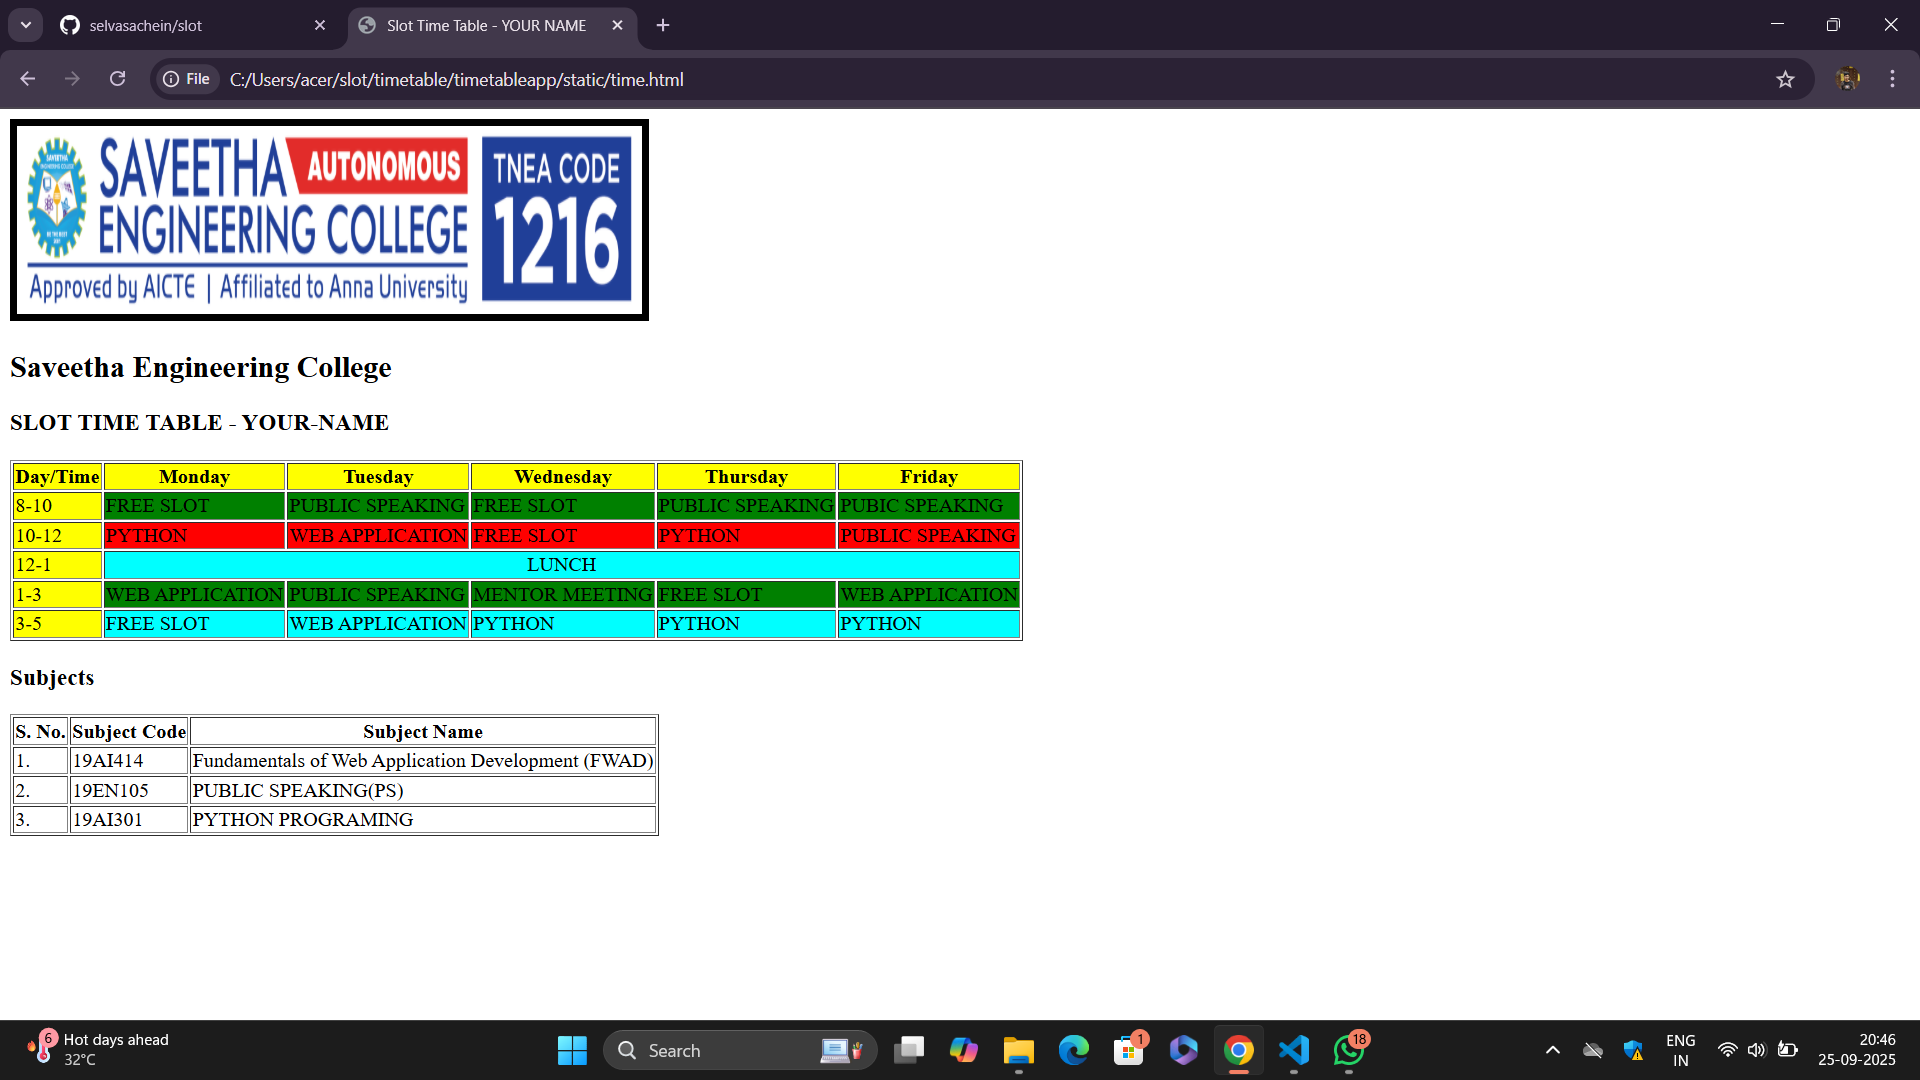 selvasachein/slot
Slot Time Table - YOUR NAME
File C:/Users/acer/slot/timetable/timetableapp/static/time.html
SAVEETHA AUTONOMOUS
ENGINEERING COLLEGE
Approved by AICTE | Affiliated to Anna University
TNEA CODE
1216
Saveetha Engineering College
SLOT TIME TABLE - YOUR-NAME
Day/Time Monday Tuesday Wednesday Thursday Friday
8-10 FREE SLOT PUBLIC SPEAKING FREE SLOT PUBLIC SPEAKING PUBIC SPEAKING
10-12 PYTHON WEB APPLICATION FREE SLOT PYTHON PUBLIC SPEAKING
12-1 LUNCH
1-3 WEB APPLICATION PUBLIC SPEAKING MENTOR MEETING FREE SLOT WEB APPLICATION
3-5 FREE SLOT WEB APPLICATION PYTHON PYTHON PYTHON
Subjects
S. No. Subject Code Subject Name
1. 19AI414 Fundamentals of Web Application Development (FWAD)
2. 19EN105 PUBLIC SPEAKING(PS)
3. 19AI301 PYTHON PROGRAMING
6
Hot days ahead
32°C
Search
1
18
ENG
IN
20:46
25-09-2025